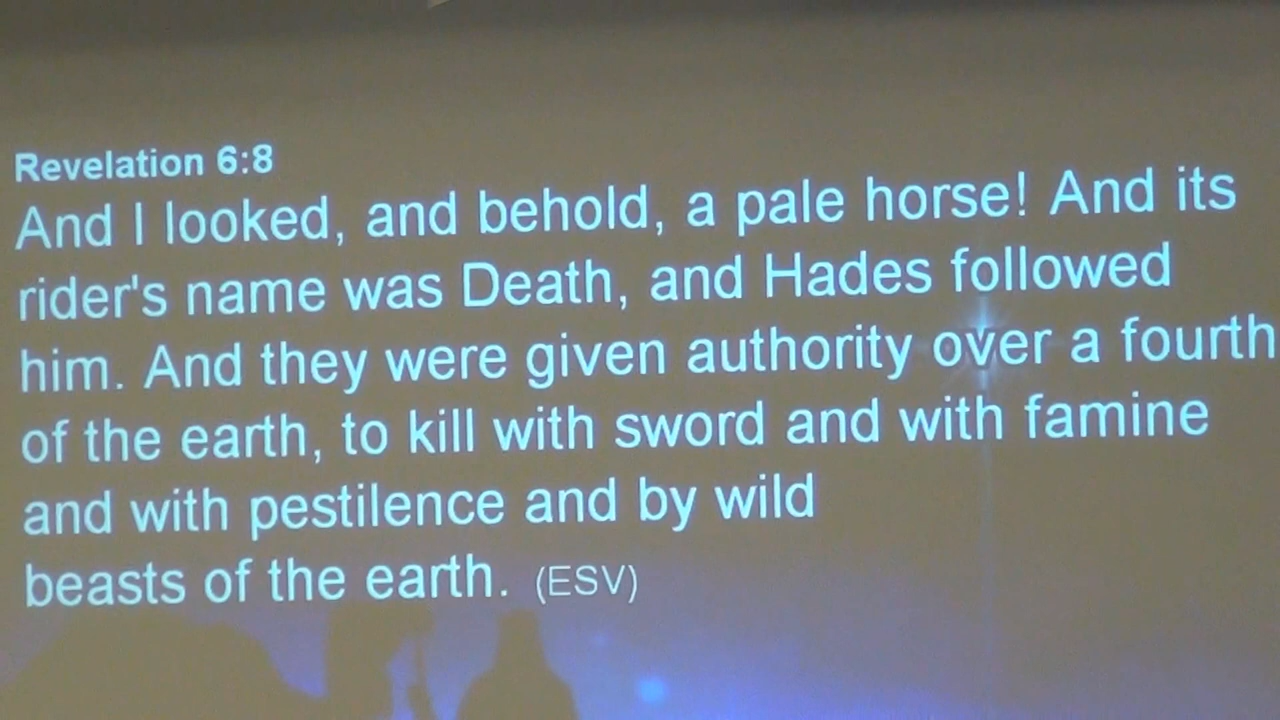 Revelation 6:8
And I looked, and behold, a pale horse! And its
rider's name was Death, and Hades followed
him. And they were given authority over a fourth
of the earth, to kill with sword and with famine
and with pestilence and by wild
beasts of the earth. (ESV)